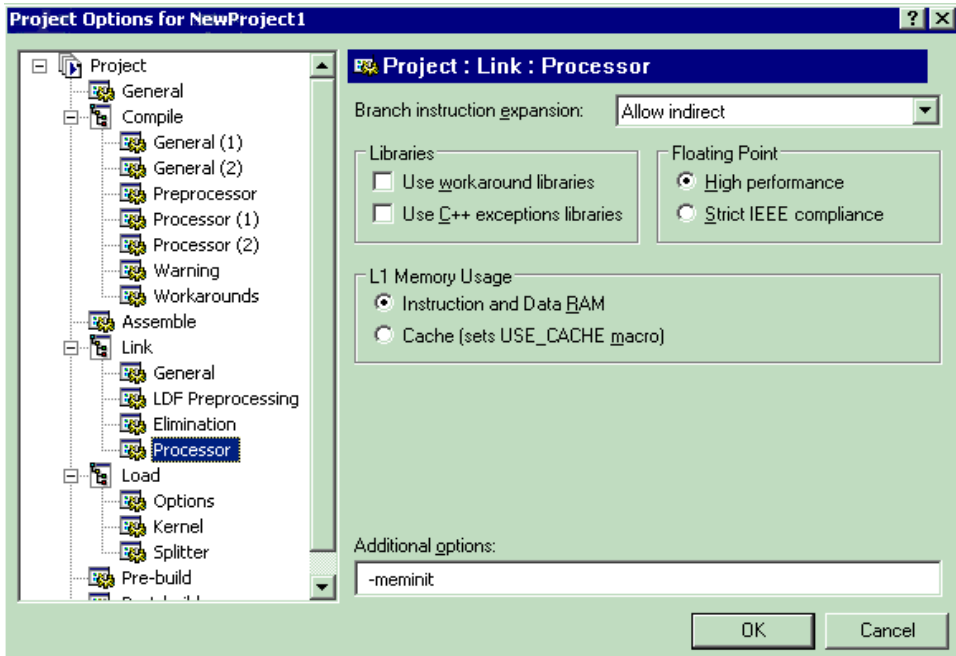 Project Options for NewProject1
Project
General
Compile
General (1)
General (2)
Preprocessor
Processor (1)
Processor (2)
Warning
Workarounds
Assemble
Link
General
LDF Preprocessing
Elimination
Processor
Load
Options
Kernel
Splitter
Pre-build
Project : Link : Processor
Branch instruction expansion: Allow indirect
Libraries
Use workaround libraries
Use C++ exceptions libraries
Floating Point
High performance
Strict IEEE compliance
L1 Memory Usage
Instruction and Data RAM
Cache (sets USE_CACHE macro)
Additional options:
-meminit
OK Cancel